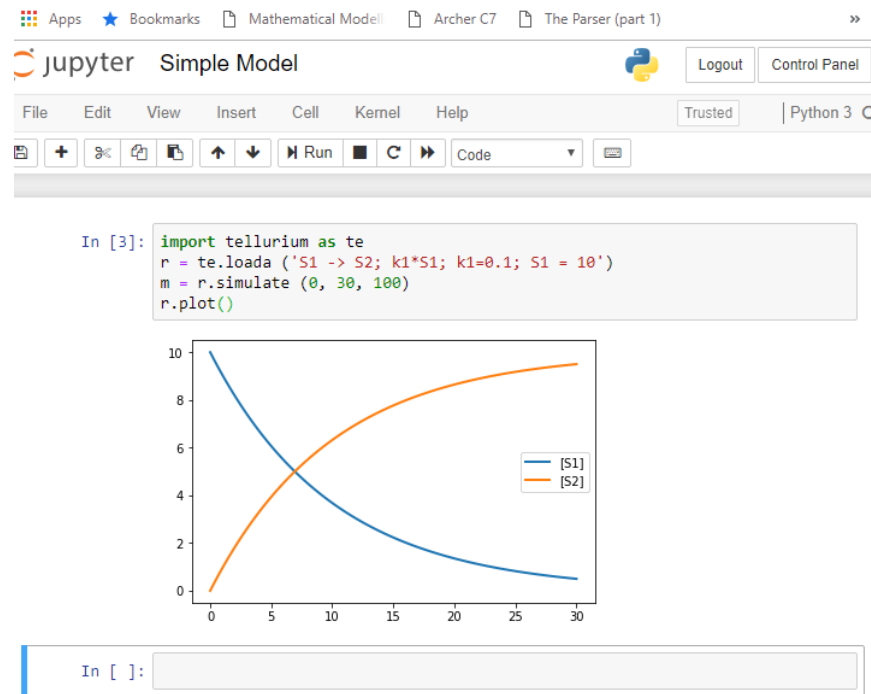 Apps Bookmarks Mathematical Modell Archer C7 The Parser (part 1) »
jupyter Simple Model Logout Control Panel
File Edit View Insert Cell Kernel Help Trusted Python 3
Run Code
In [3]: import tellurium as te
r = te.loada ('S1 -> S2; k1*S1; k1=0.1; S1 = 10')
m = r.simulate (0, 30, 100)
r.plot()
10
8
6
[S1]
[S2]
4
2
0
0 5 10 15 20 25 30
In [ ]: